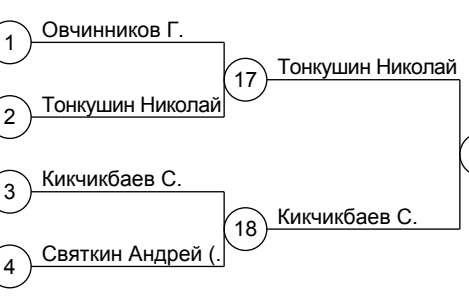 1 Овчинников Г.
17 Тонкушин Николай
2 Тонкушин Николай
3 Кикчикбаев С.
18 Кикчикбаев С.
4 Святкин Андрей (.